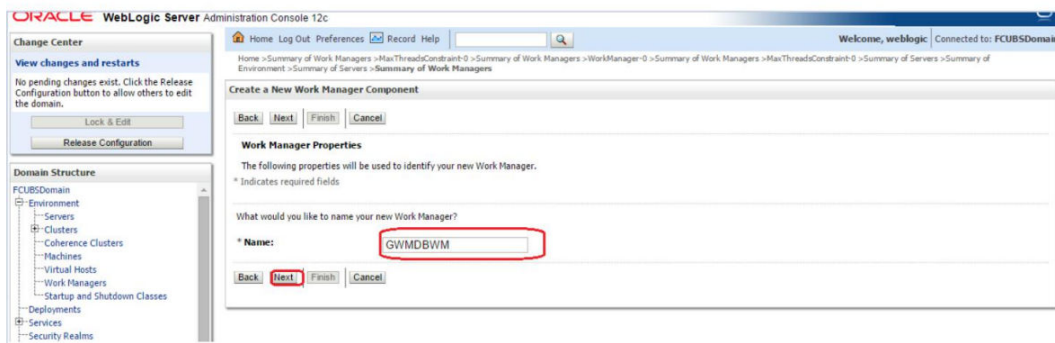 ORACLE WebLogic Server Administration Console 12c
Change Center
View changes and restarts
No pending changes exist. Click the Release
Configuration button to allow others to edit
the domain.
Lock & Edit
Release Configuration
Domain Structure
FCUBSDomain
Environment
Servers
Clusters
Coherence Clusters
Machines
Virtual Hosts
Work Managers
Startup and Shutdown Classes
Deployments
Services
Security Realms
Home Log Out Preferences Record Help
Welcome, weblogic Connected to: FCUBSDomain
Home >Summary of Work Managers >MaxThreadsConstraint-0 >Summary of Work Managers >WorkManager-0 >Summary of Work Managers >MaxThreadsConstraint-0 >Summary of Servers >Summary of
Environment >Summary of Servers >Summary of Work Managers
Create a New Work Manager Component
Back Next Finish Cancel
Work Manager Properties
The following properties will be used to identify your new Work Manager.
* Indicates required fields
What would you like to name your new Work Manager?
* Name: GWMDBWM
Back Next Finish Cancel